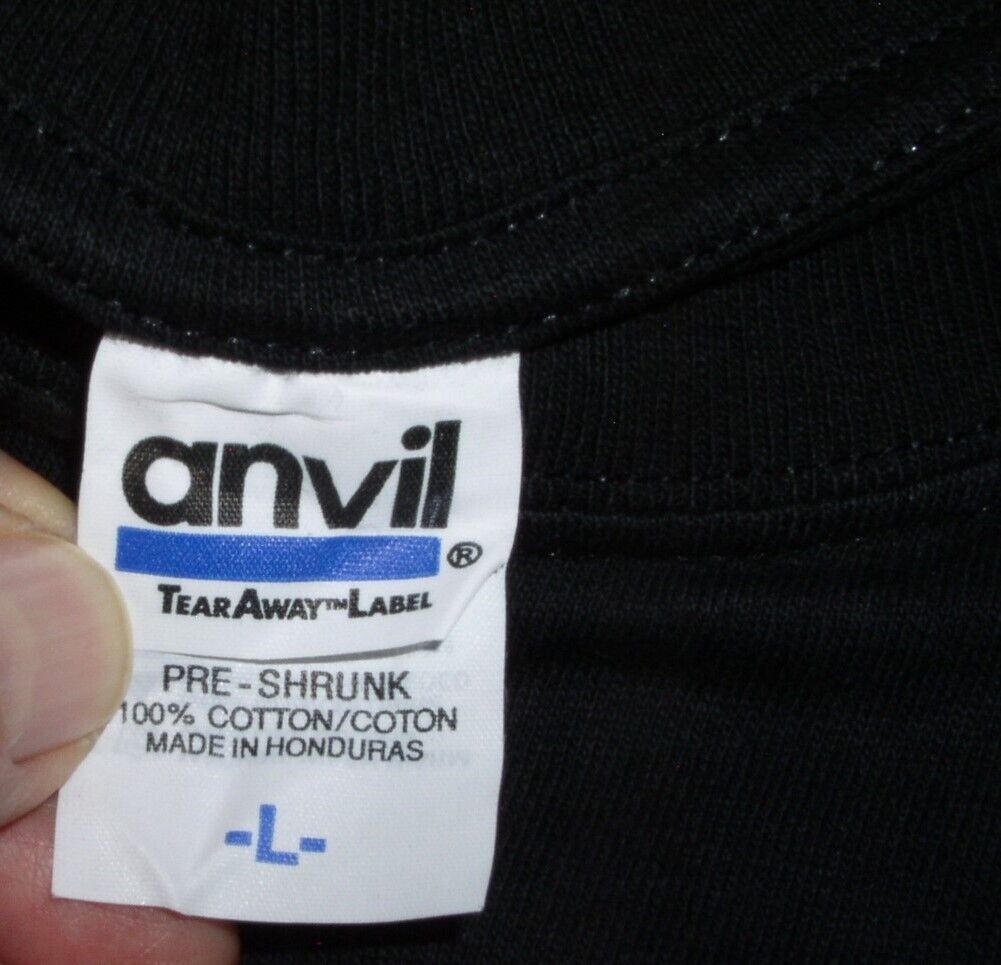 anvil
®
TEARAWAY™LABEL
PRE-SHRUNK
100% COTTON/COTON
MADE IN HONDURAS
-L-